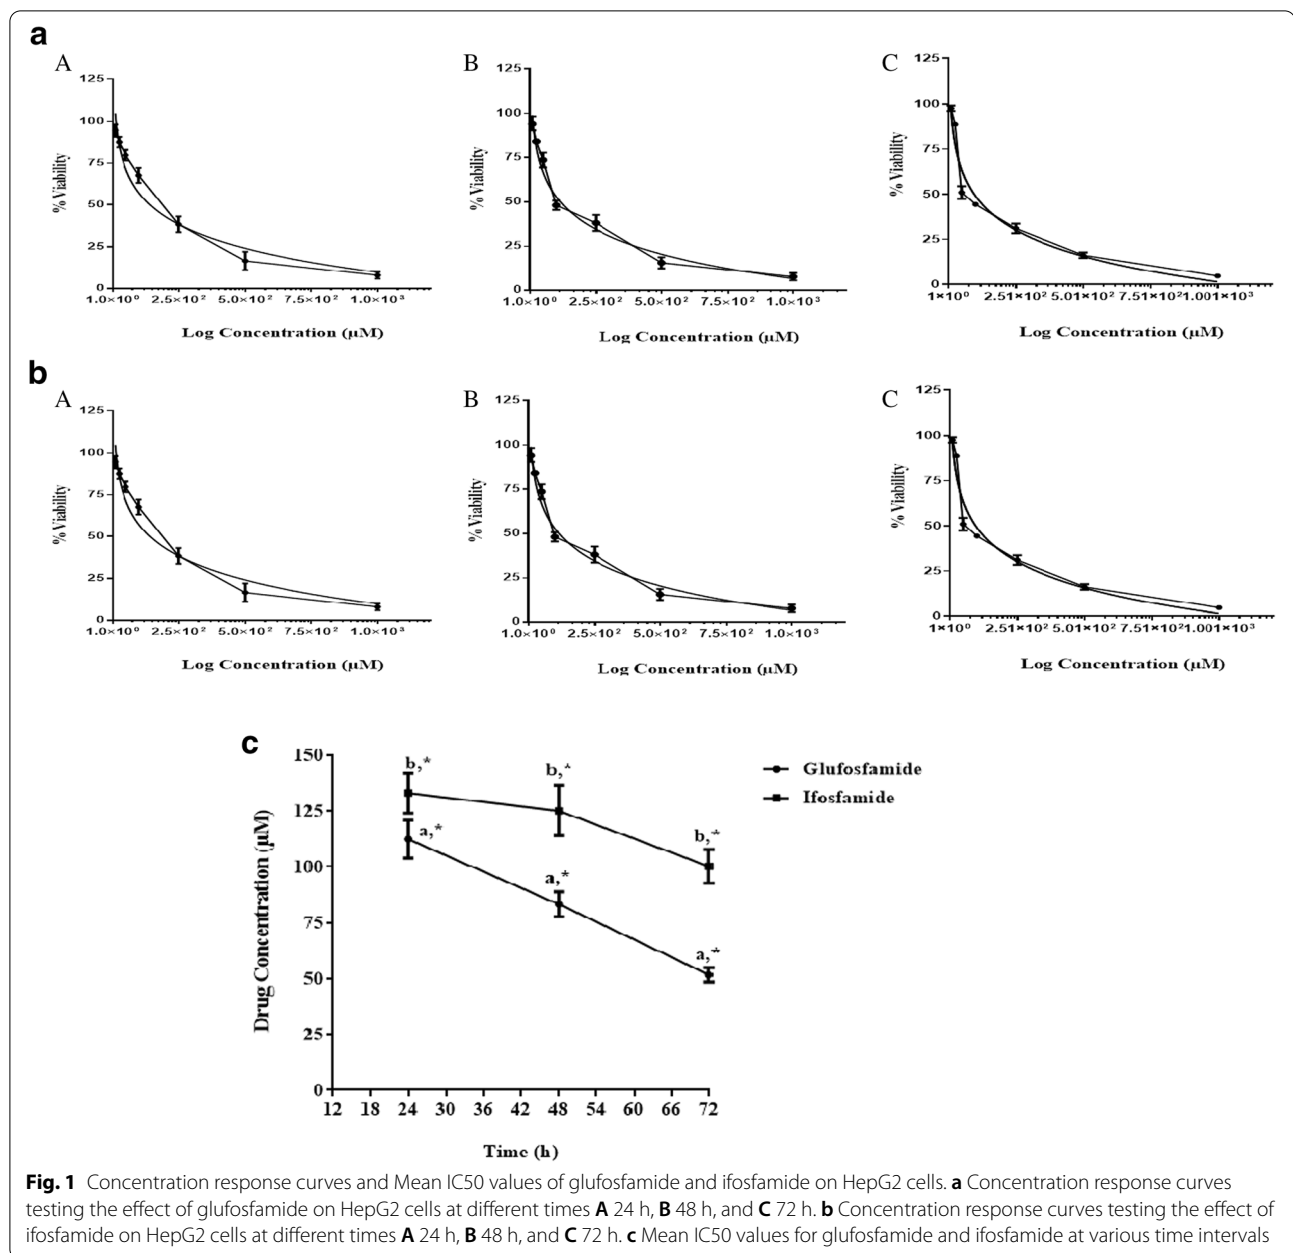 a
A
B
C
125
100
75
50
25
0
% Viability
1.0×10⁰ 2.5×10² 5.0×10² 7.5×10² 1.0×10³
Log Concentration (µM)
125
100
75
50
25
0
% Viability
1.0×10⁰ 2.5×10² 5.0×10² 7.5×10² 1.0×10³
Log Concentration (µM)
125
100
75
50
25
0
% Viability
1×10⁰ 2.51×10² 5.01×10² 7.51×10² 1.001×10³
Log Concentration (µM)
b
A
B
C
125
100
75
50
25
0
% Viability
1.0×10⁰ 2.5×10² 5.0×10² 7.5×10² 1.0×10³
Log Concentration (µM)
125
100
75
50
25
0
% Viability
1.0×10⁰ 2.5×10² 5.0×10² 7.5×10² 1.0×10³
Log Concentration (µM)
125
100
75
50
25
0
% Viability
1×10⁰ 2.51×10² 5.01×10² 7.51×10² 1.001×10³
Log Concentration (µM)
c
150
125
100
75
50
25
0
Drug Concentration (µM)
b,*
b,*
b,*
a,*
a,*
a,*
12 18 24 30 36 42 48 54 60 66 72
Time (h)
Glufosfamide
Ifosfamide
Fig. 1 Concentration response curves and Mean IC50 values of glufosfamide and ifosfamide on HepG2 cells. a Concentration response curves
testing the effect of glufosfamide on HepG2 cells at different times A 24 h, B 48 h, and C 72 h. b Concentration response curves testing the effect of
ifosfamide on HepG2 cells at different times A 24 h, B 48 h, and C 72 h. c Mean IC50 values for glufosfamide and ifosfamide at various time intervals